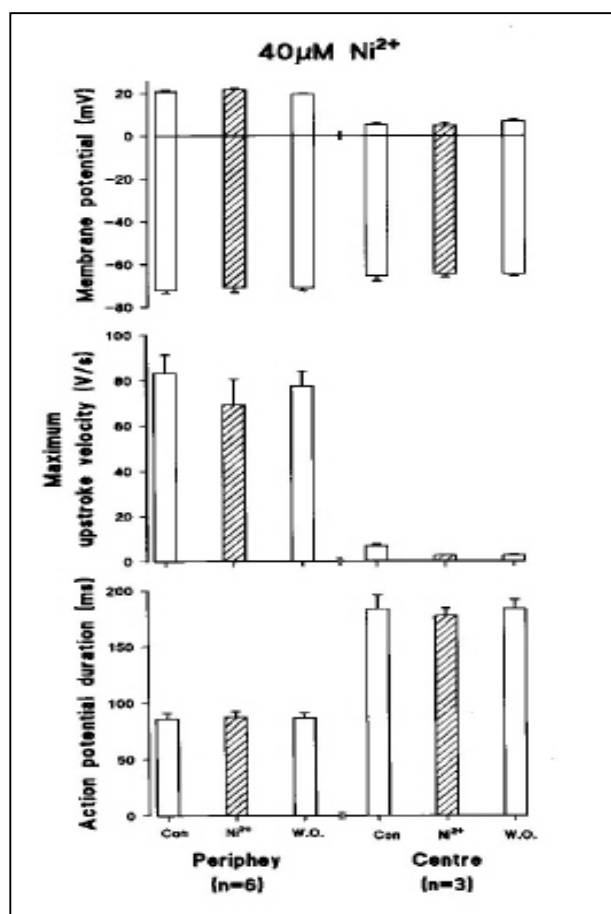 40μM Ni²⁺
Membrane potential (mV)
20
0
−20
−40
−60
−80
Maximum
upstroke velocity (V/s)
100
80
60
40
20
0
Action potential duration (ms)
200
150
100
50
0
Con Ni²⁺ W.O. Con Ni²⁺ W.O.
Periphey Centre
(n=6) (n=3)